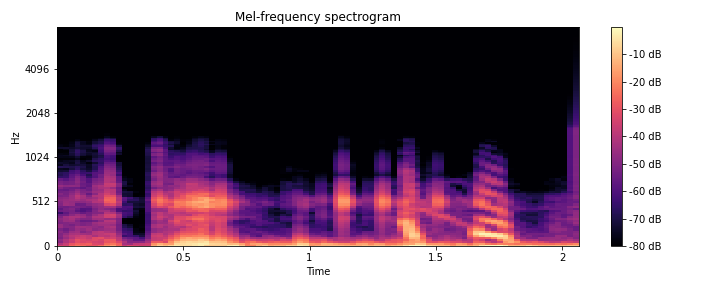 Mel-frequency spectrogram
4096
2048
1024
512
0
Hz
0
0.5
1
1.5
2
Time
-10 dB
-20 dB
-30 dB
-40 dB
-50 dB
-60 dB
-70 dB
-80 dB